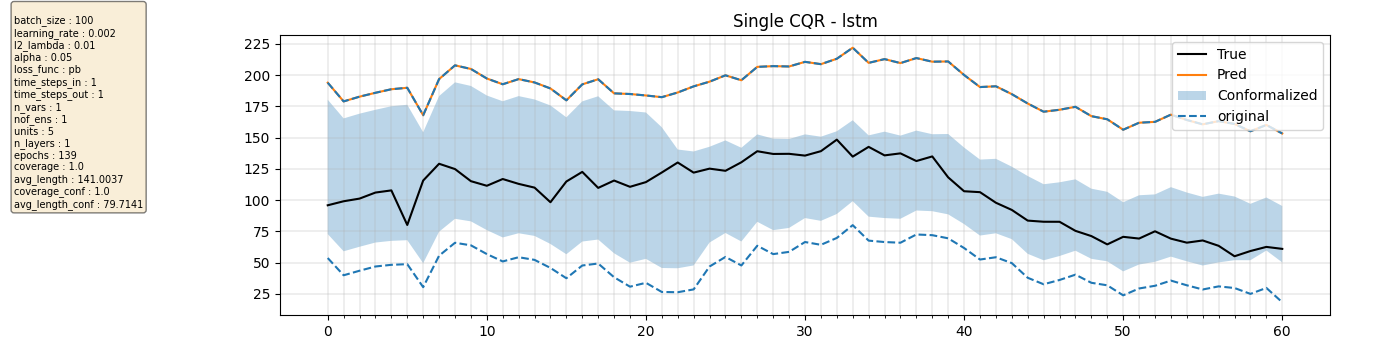 batch_size : 100
learning_rate : 0.002
l2_lambda : 0.01
alpha : 0.05
loss_func : pb
time_steps_in : 1
time_steps_out : 1
n_vars : 1
nof_ens : 1
units : 5
n_layers : 1
epochs : 139
coverage : 1.0
avg_length : 141.0037
coverage_conf : 1.0
avg_length_conf : 79.7141
Single CQR - lstm
225
200
175
150
125
100
75
50
25
0 10 20 30 40 50 60
True
Pred
Conformalized
original